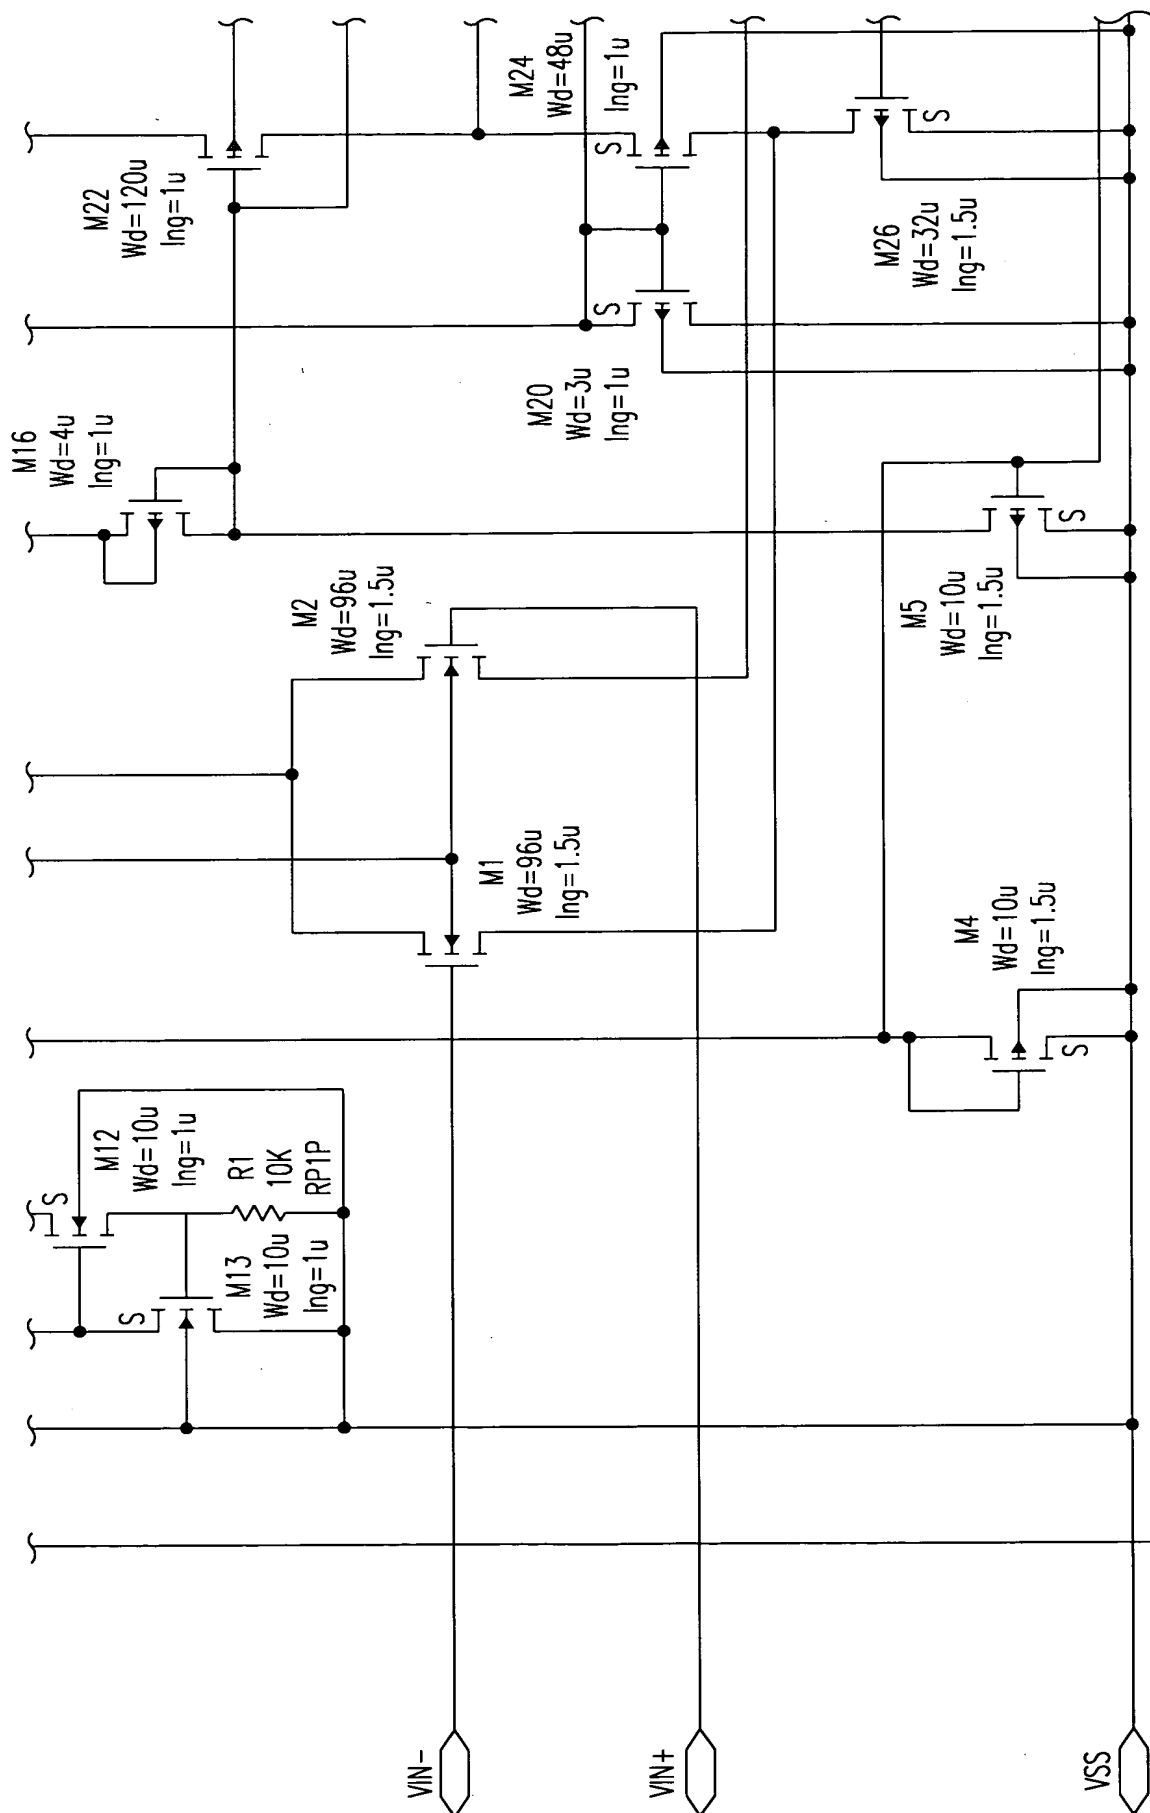 M16
Wd=4u
lng=1u
M22
Wd=120u
lng=1u
M24
Wd=48u
lng=1u
S
M20
Wd=3u
lng=1u
S
M26
Wd=32u
lng=1.5u
S
M2
Wd=96u
lng=1.5u
M5
Wd=10u
lng=1.5u
S
M1
Wd=96u
lng=1.5u
M4
Wd=10u
lng=1.5u
S
S
M12
Wd=10u
lng=1u
R1
10K
RP1P
S
M13
Wd=10u
lng=1u
VIN-
VIN+
VSS